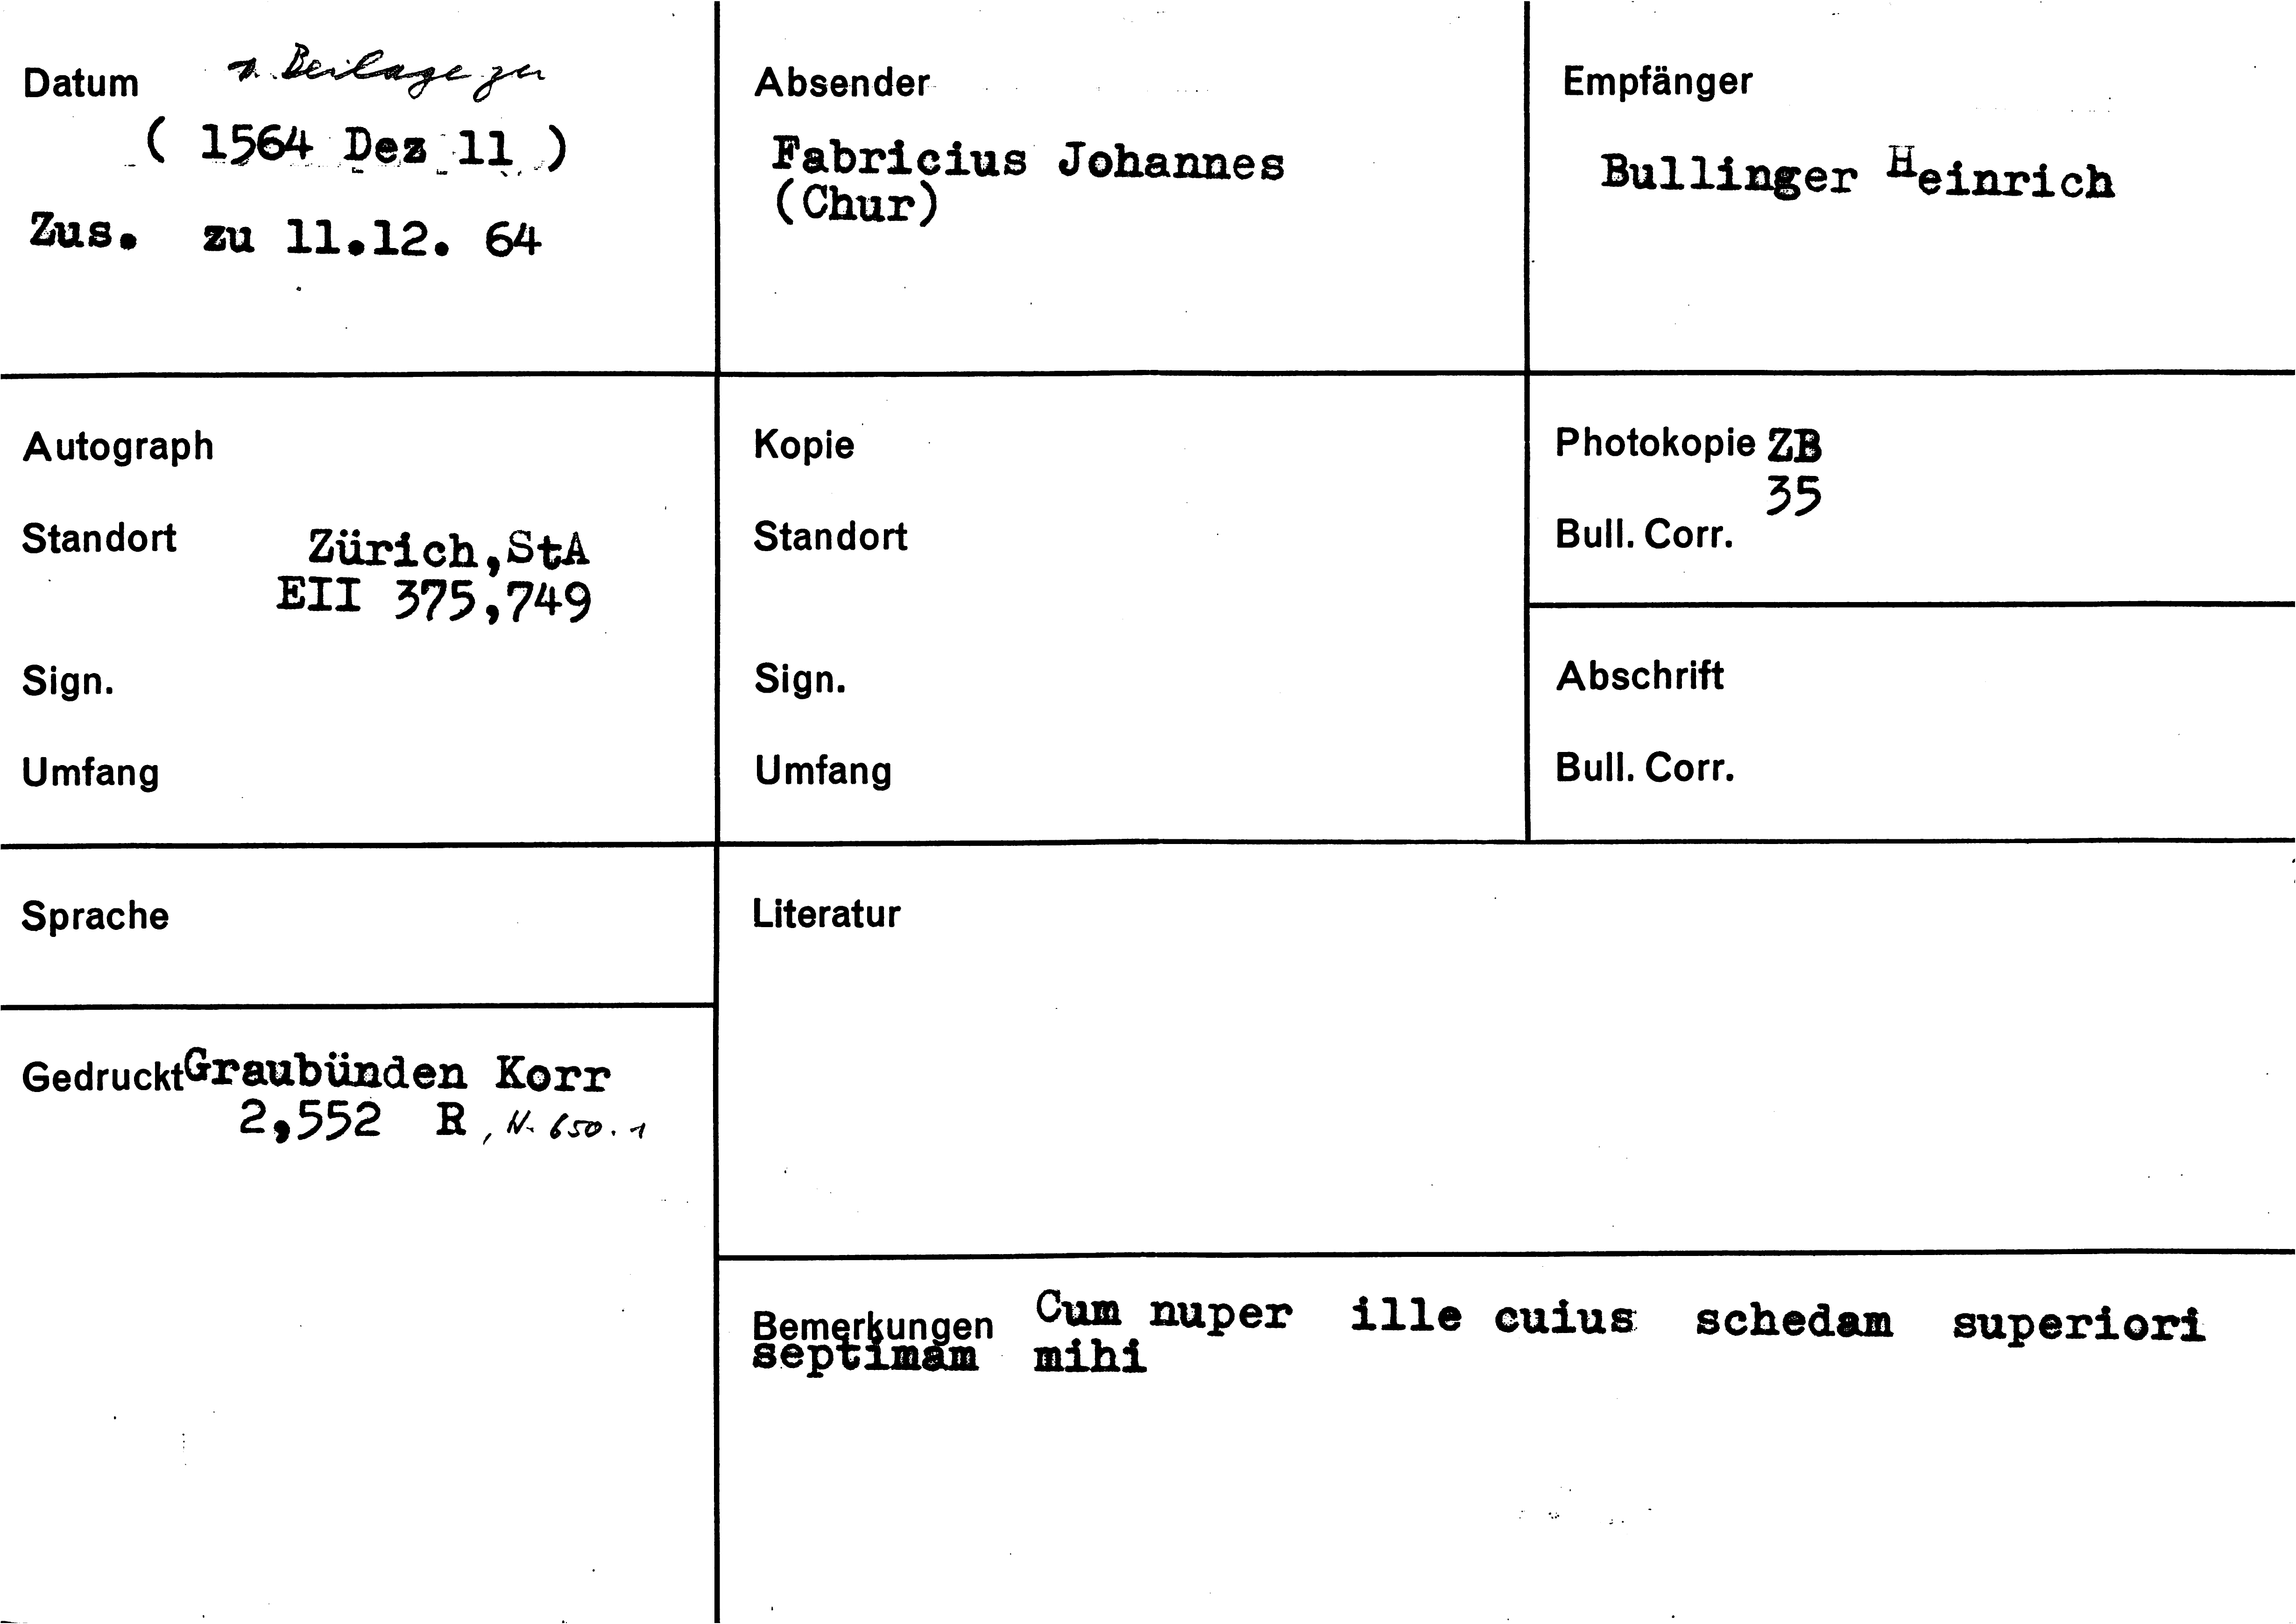 Datum 1. Beilage zu
( 1564 Dez 11 )
Zus. zu 11.12. 64
Absender
Fabricius Johannes
(Chur)
Empfänger
Bullinger Heinrich
Autograph
Standort Zürich,StA
EII 375,749
Sign.
Umfang
Kopie
Standort
Sign.
Umfang
Photokopie ZB
35
Bull. Corr.
Abschrift
Bull. Corr.
Sprache
Literatur
Gedruckt Graubünden Korr
2,552 R, N. 650. 1
Bemerkungen Cum nuper ille cuius schedam superiori
septimam mihi